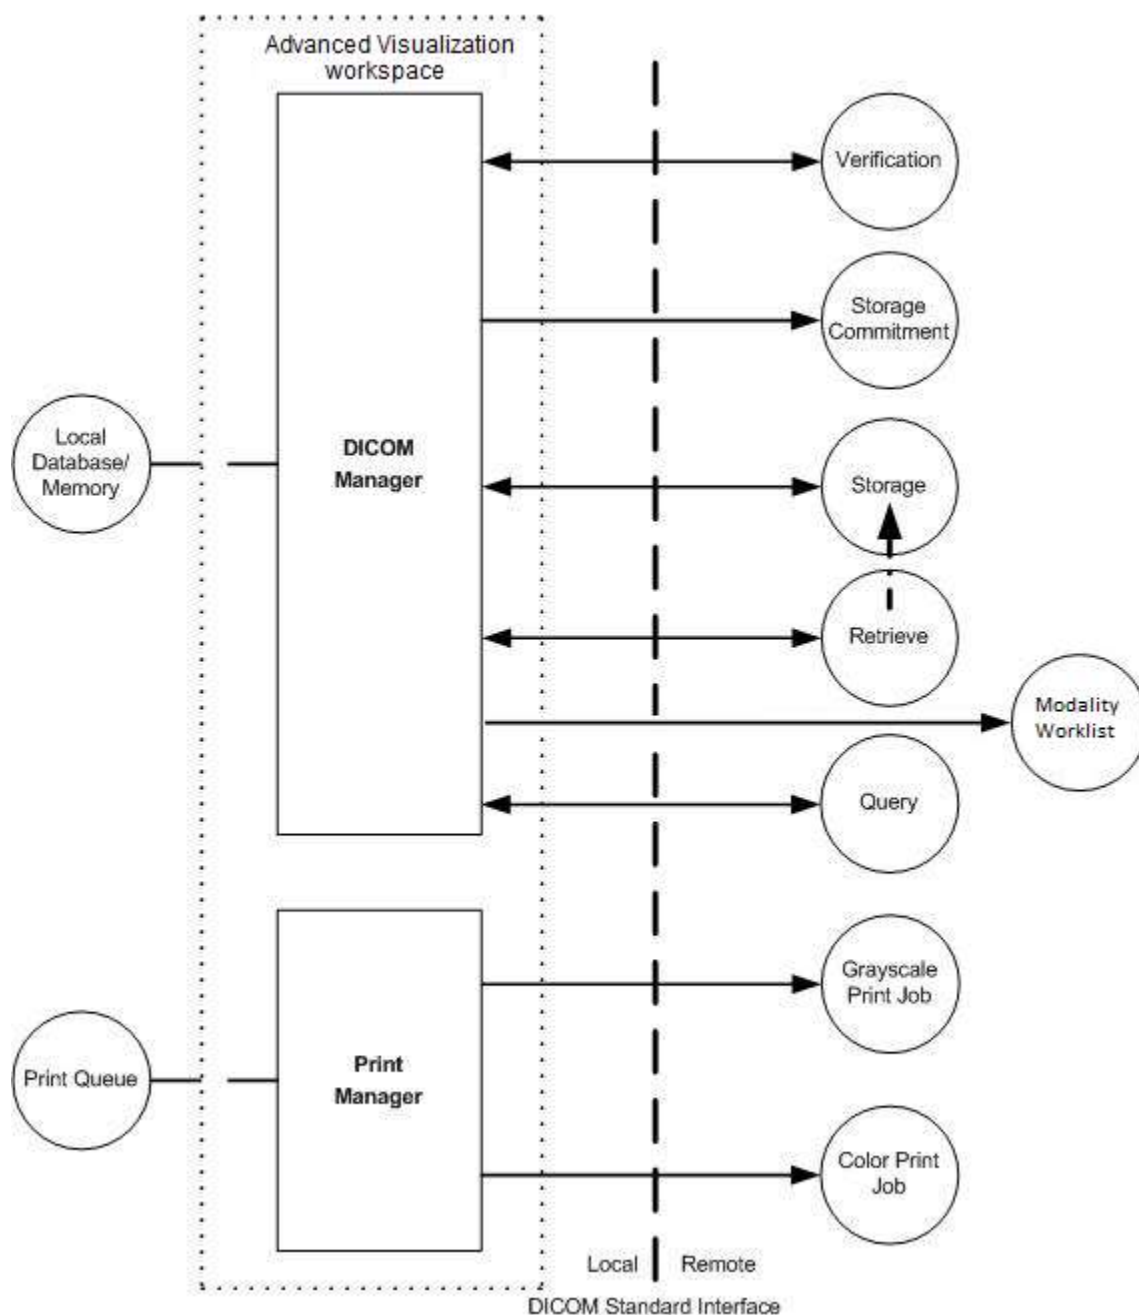 Advanced Visualization
workspace
Verification
Storage
Commitment
Local
Database/
Memory
DICOM
Manager
Storage
Retrieve
Modality
Worklist
Query
Grayscale
Print Job
Print Queue
Print
Manager
Color Print
Job
Local
Remote
DICOM Standard Interface